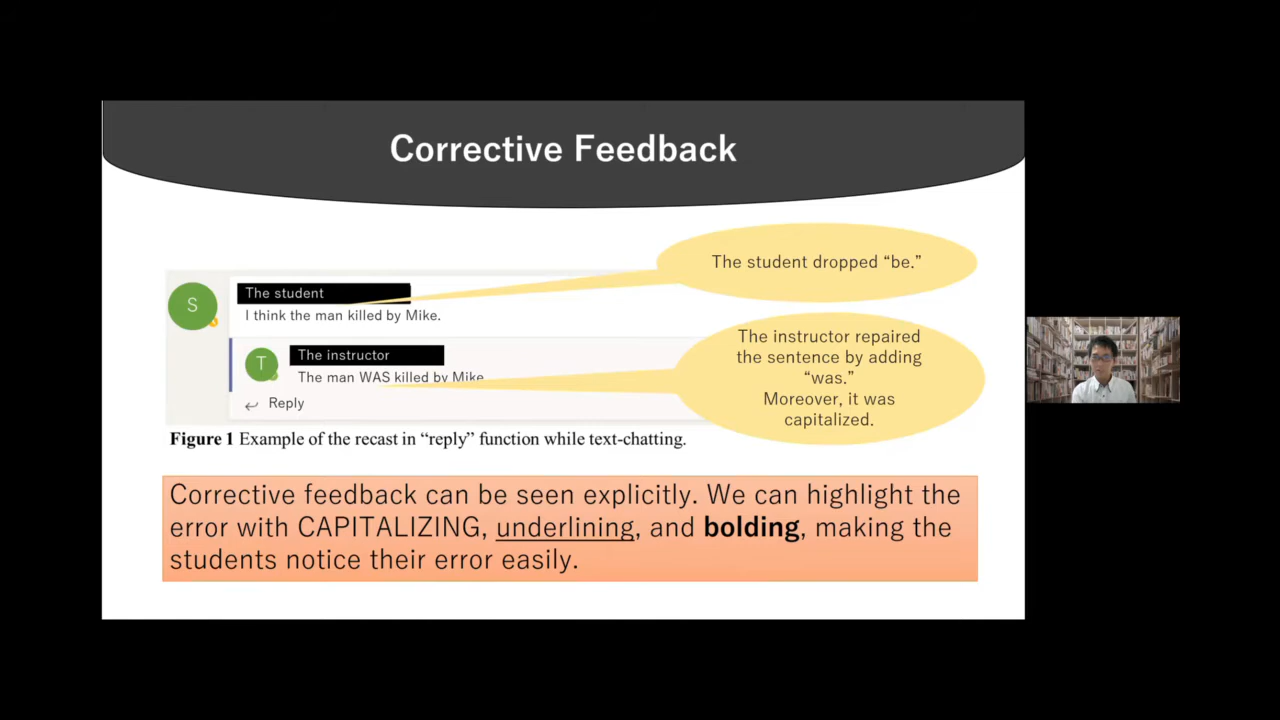 Corrective Feedback
The student dropped “be.”
S
The student
I think the man killed by Mike.
T
The instructor
The man WAS killed by Mike
Reply
The instructor repaired
the sentence by adding
“was.”
Moreover, it was
capitalized.
Figure 1 Example of the recast in “reply” function while text-chatting.
Corrective feedback can be seen explicitly. We can highlight the
error with CAPITALIZING, underlining, and bolding, making the
students notice their error easily.